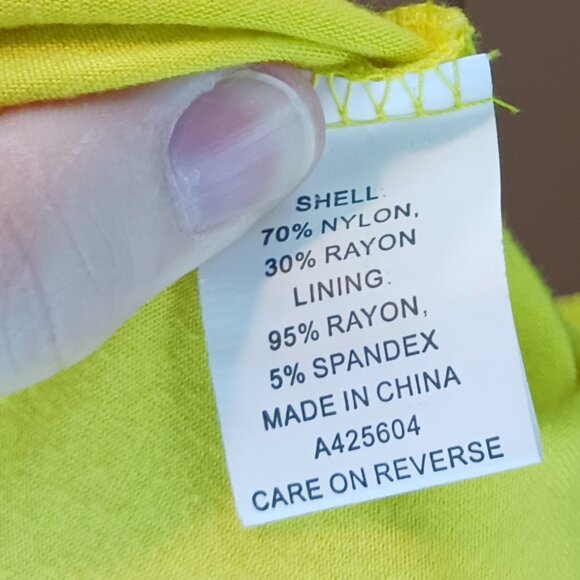 SHELL:
70% NYLON,
30% RAYON
LINING:
95% RAYON,
5% SPANDEX
MADE IN CHINA
A425604
CARE ON REVERSE